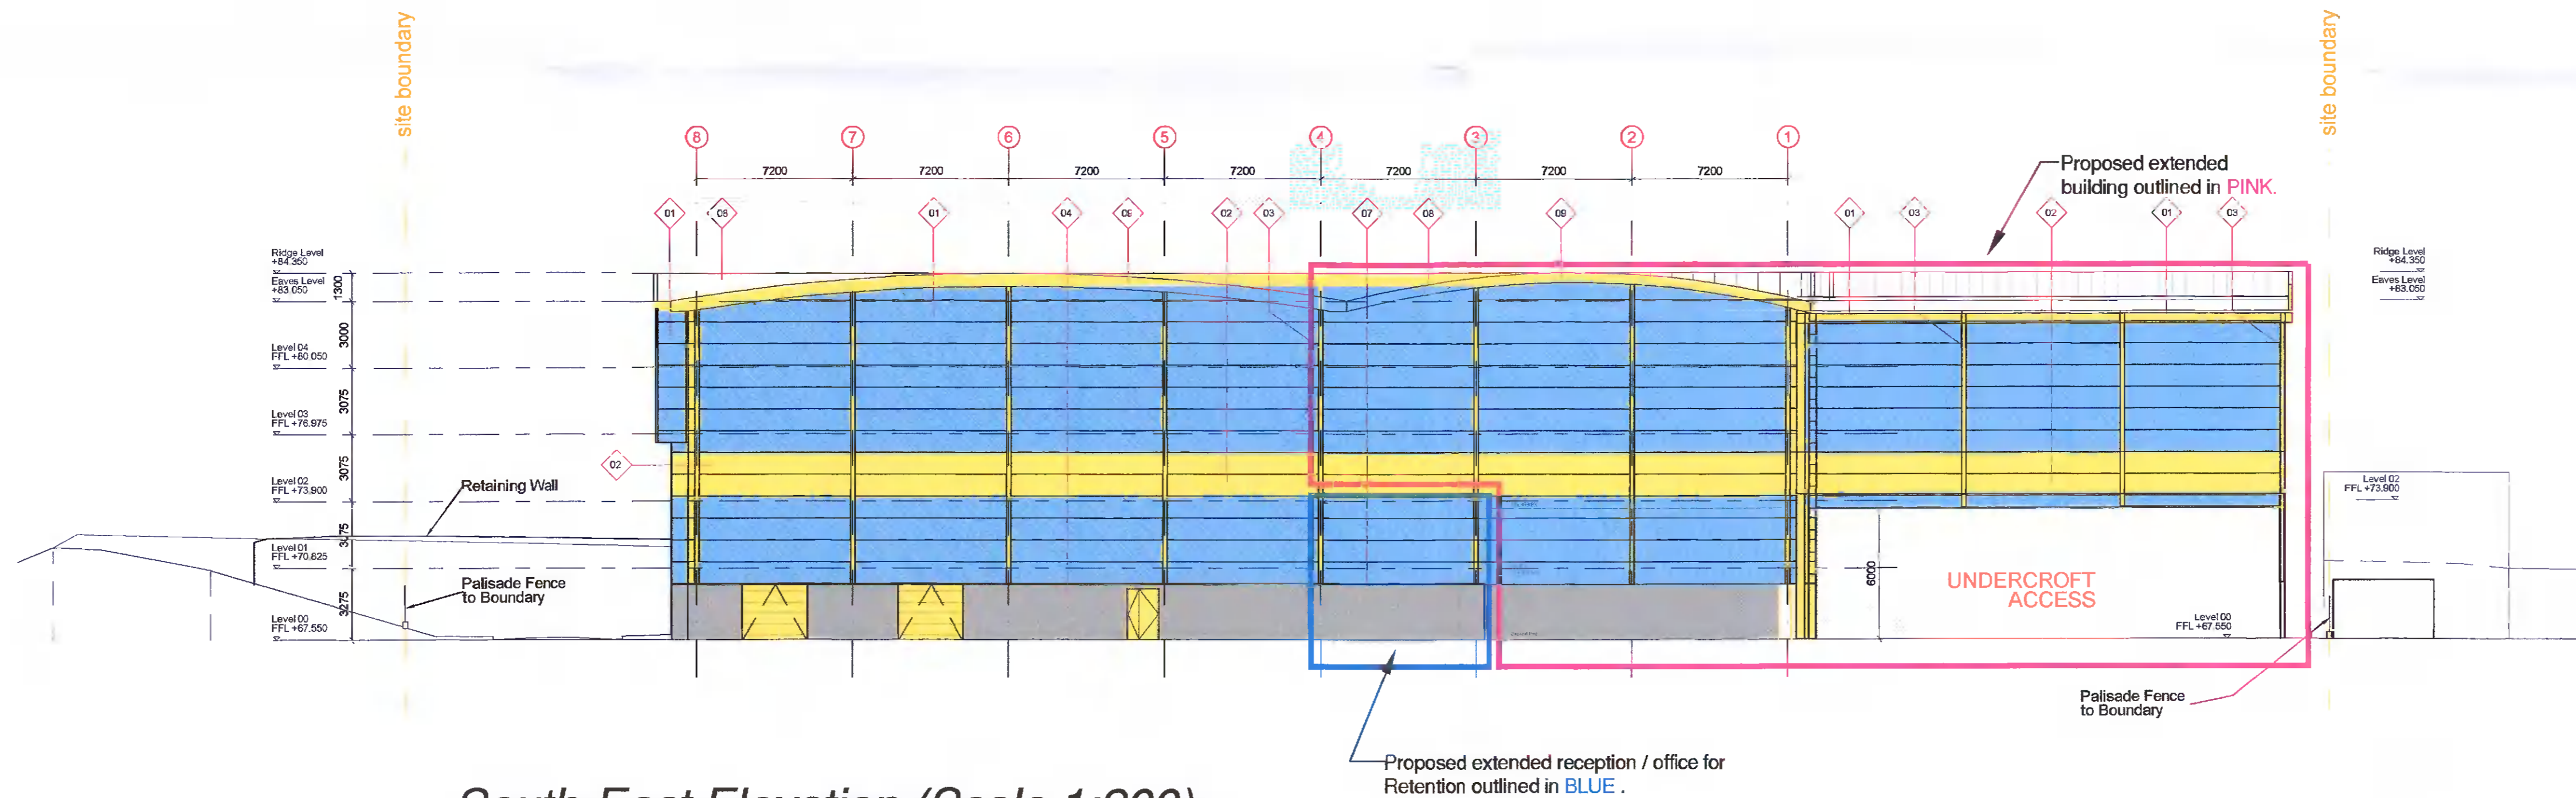 site boundary
site boundary
8 7 6 5 4 3 2 1
7200 7200 7200 7200 7200 7200 7200
Proposed extended
building outlined in PINK.
01 06 01 04 02 03 07 08 09 01 03 02 01 03
Ridge Level
+84.350
Eaves Level
+83.050
1300
3000
Level 04
FFL +80.050
3075
Level 03
FFL +76.975
3075
02
Level 02
FFL +73.900
Retaining Wall
3075
Level 01
FFL +70.825
Palisade Fence
to Boundary
3275
Level 00
FFL +67.550
Ridge Level
+84.350
Eaves Level
+83.050
Level 02
FFL +73.900
6000
UNDERCROFT
ACCESS
Level 00
FFL +67.550
Palisade Fence
to Boundary
Proposed extended reception / office for
Retention outlined in BLUE .
South East Elevation (Scale 1:200)